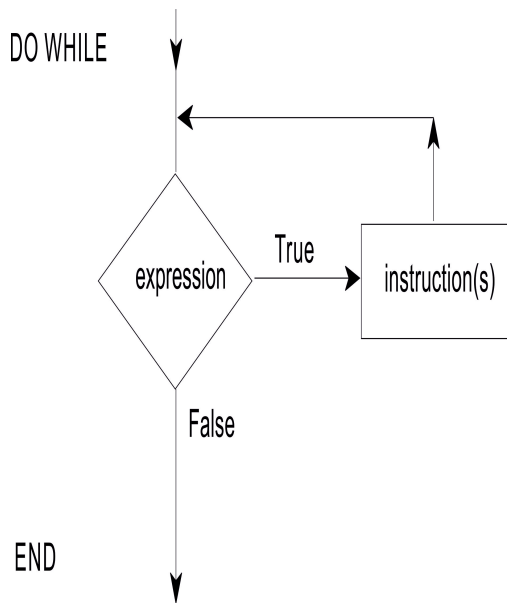 DO WHILE
True
expression
instruction(s)
False
END